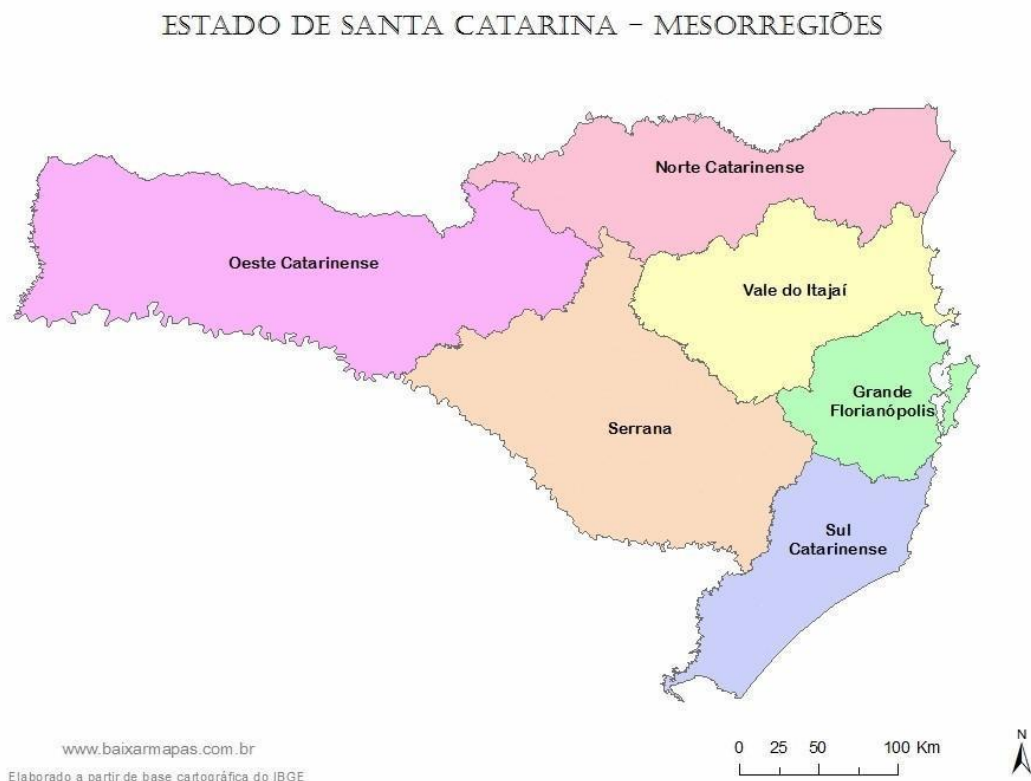 ESTADO DE SANTA CATARINA – MESORREGIÕES
Norte Catarinense
Oeste Catarinense
Vale do Itajaí
Grande
Florianópolis
Serrana
Sul
Catarinense
www.baixarmapas.com.br
Elaborado a partir de base cartográfica do IBGE
0 25 50 100 Km
N